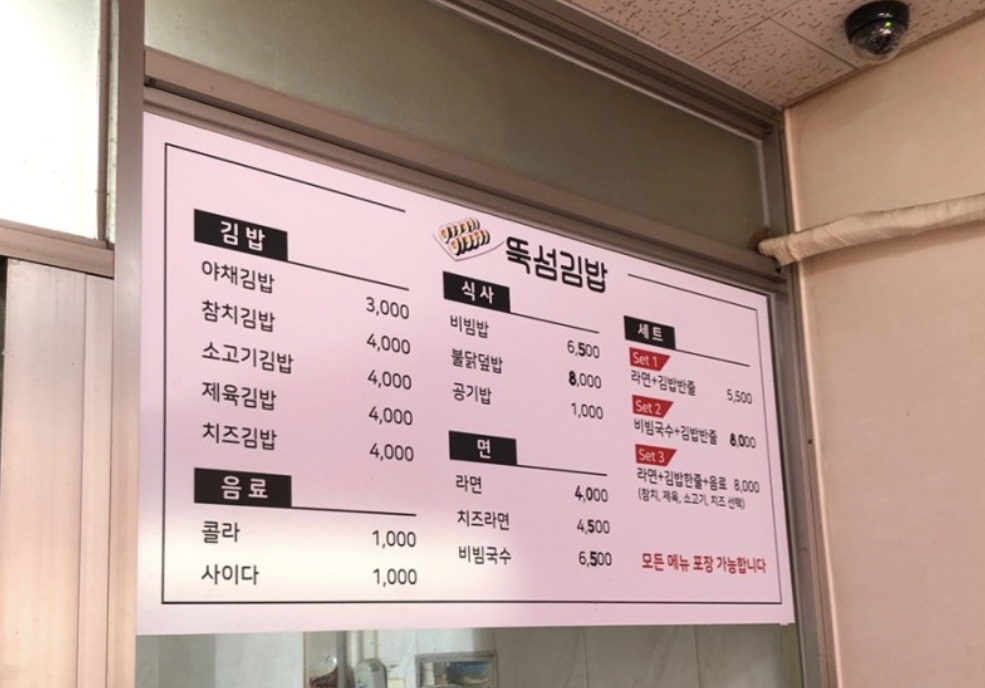 뚝섬김밥
김밥
야채김밥 3,000
참치김밥 4,000
소고기김밥 4,000
제육김밥 4,000
치즈김밥 4,000
음료
콜라 1,000
사이다 1,000
식사
비빔밥 6,500
불닭덮밥 8,000
공기밥 1,000
면
라면 4,000
치즈라면 4,500
비빔국수 6,500
세트
Set 1
라면+김밥반줄 5,500
Set 2
비빔국수+김밥반줄 8,000
Set 3
라면+김밥한줄+음료 8,000
(참치, 제육, 소고기, 치즈 선택)
모든 메뉴 포장 가능합니다